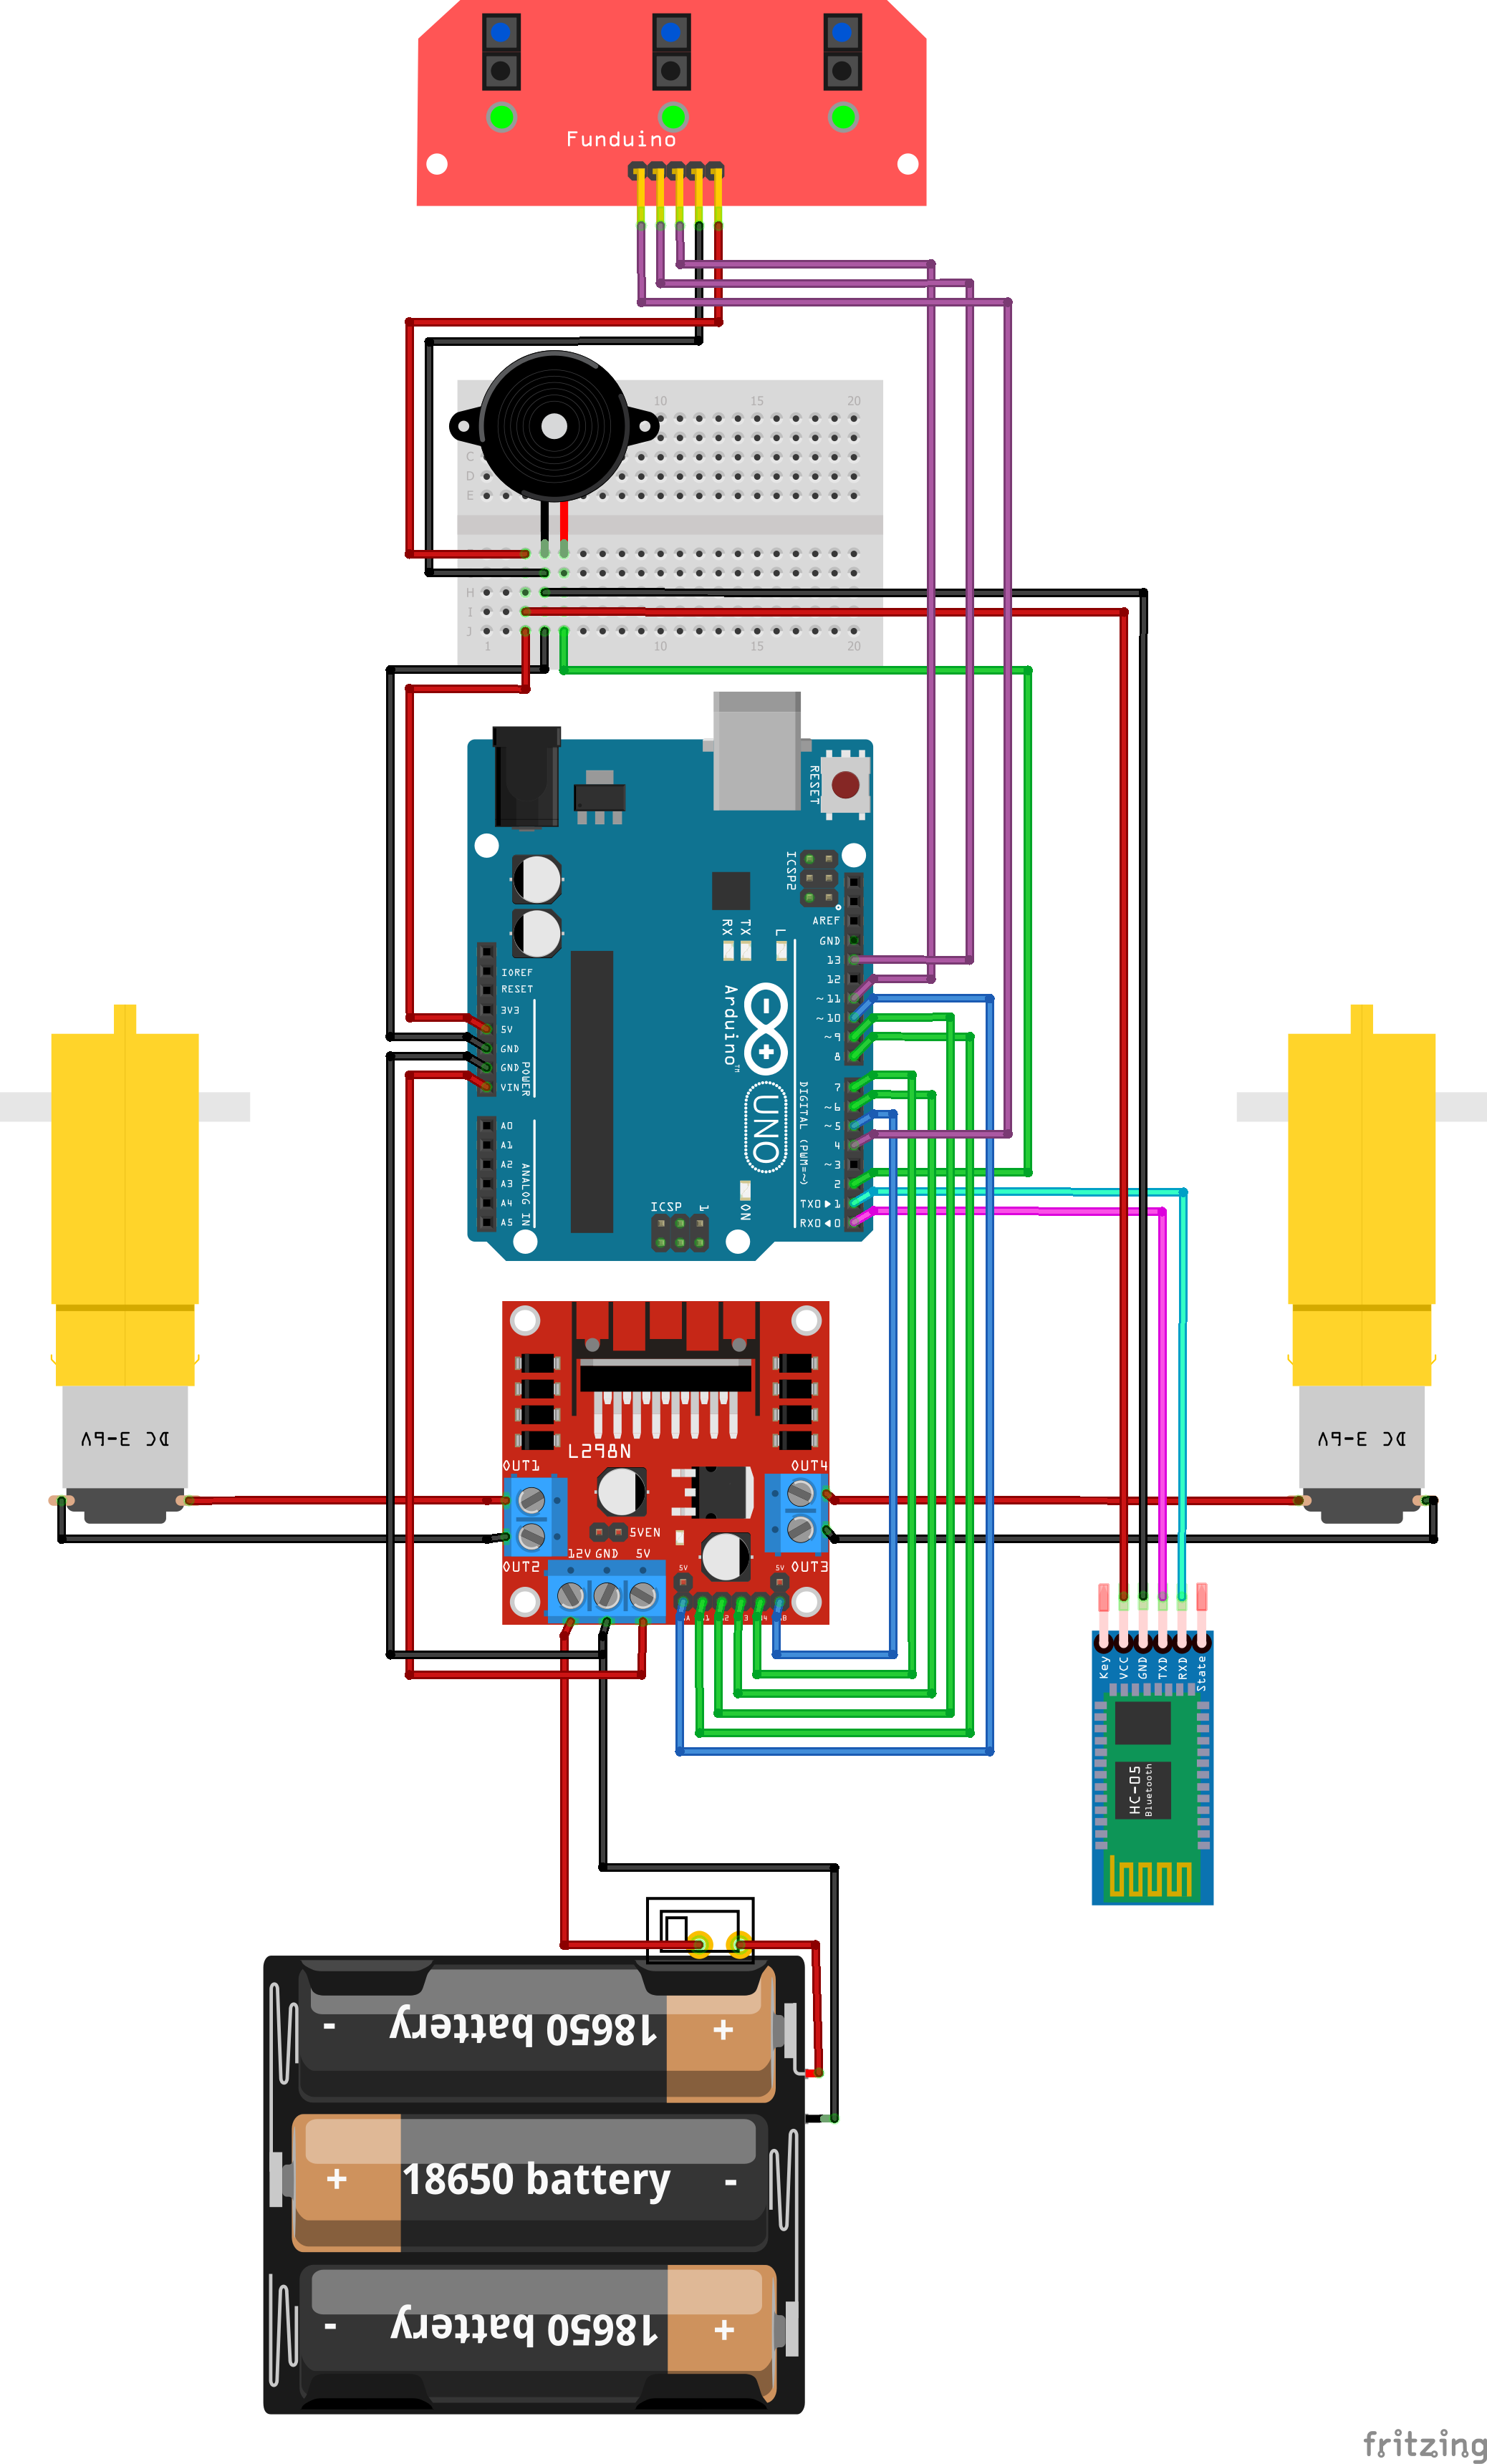 Funduino
10 15 20
C
D
E
H
I
J
1 10 15 20
RESET
ICSP2
AREF
GND
RX
TX
L
13
IOREF
12
RESET
~11
3V3
~10
5V
~9
GND
8
GND
VIN
POWER
Arduino™
UNO
DIGITAL (PWM=~)
7
~6
A0
~5
A1
4
A2
~3
A3
2
A4
TX0▶1
A5
RX0◀0
ANALOG IN
ICSP
1
ON
L298N
DC 3-6V
DC 3-6V
OUT1
OUT4
5VEN
12V GND 5V
OUT2
OUT3
5V
5V
Key
VCC
GND
TXD
RXD
State
HC-05
Bluetooth
- 18650 battery +
+ 18650 battery -
- 18650 battery +
fritzing